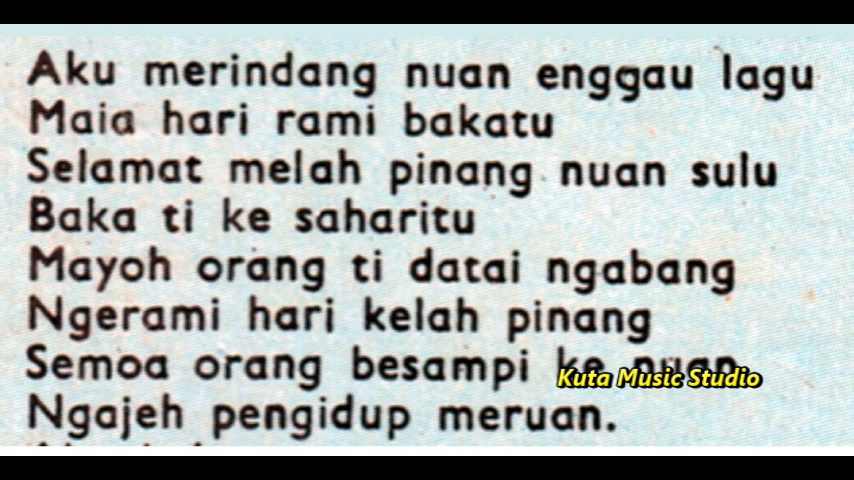 Aku merindang nuan enggau lagu
Maia hari rami bakatu
Selamat melah pinang nuan sulu
Baka ti ke saharitu
Mayoh orang ti datai ngabang
Ngerami hari kelah pinang
Semoa orang besampi ke nuan
Kuta Music Studio
Ngajeh pengidup meruan.